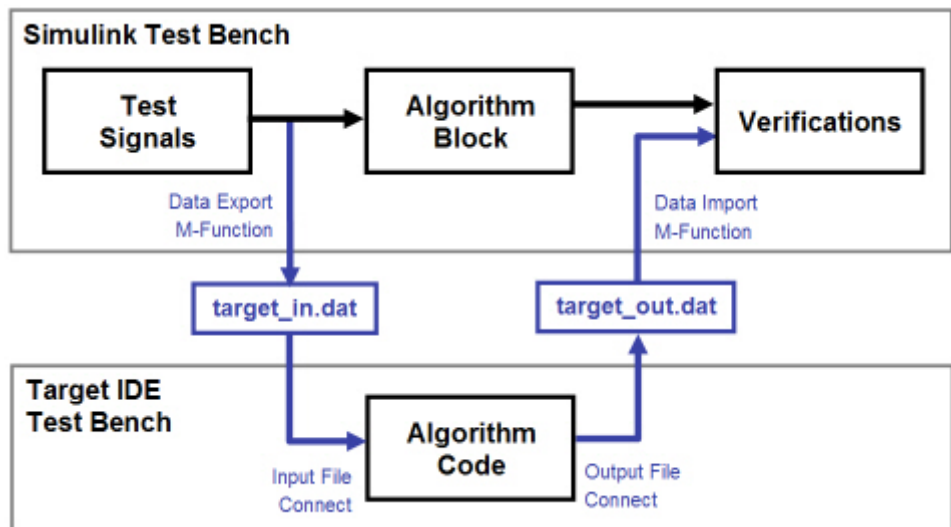 Simulink Test Bench
Test
Signals
Algorithm
Block
Verifications
Data Export
M-Function
Data Import
M-Function
target_in.dat
target_out.dat
Target IDE
Test Bench
Algorithm
Code
Input File
Connect
Output File
Connect